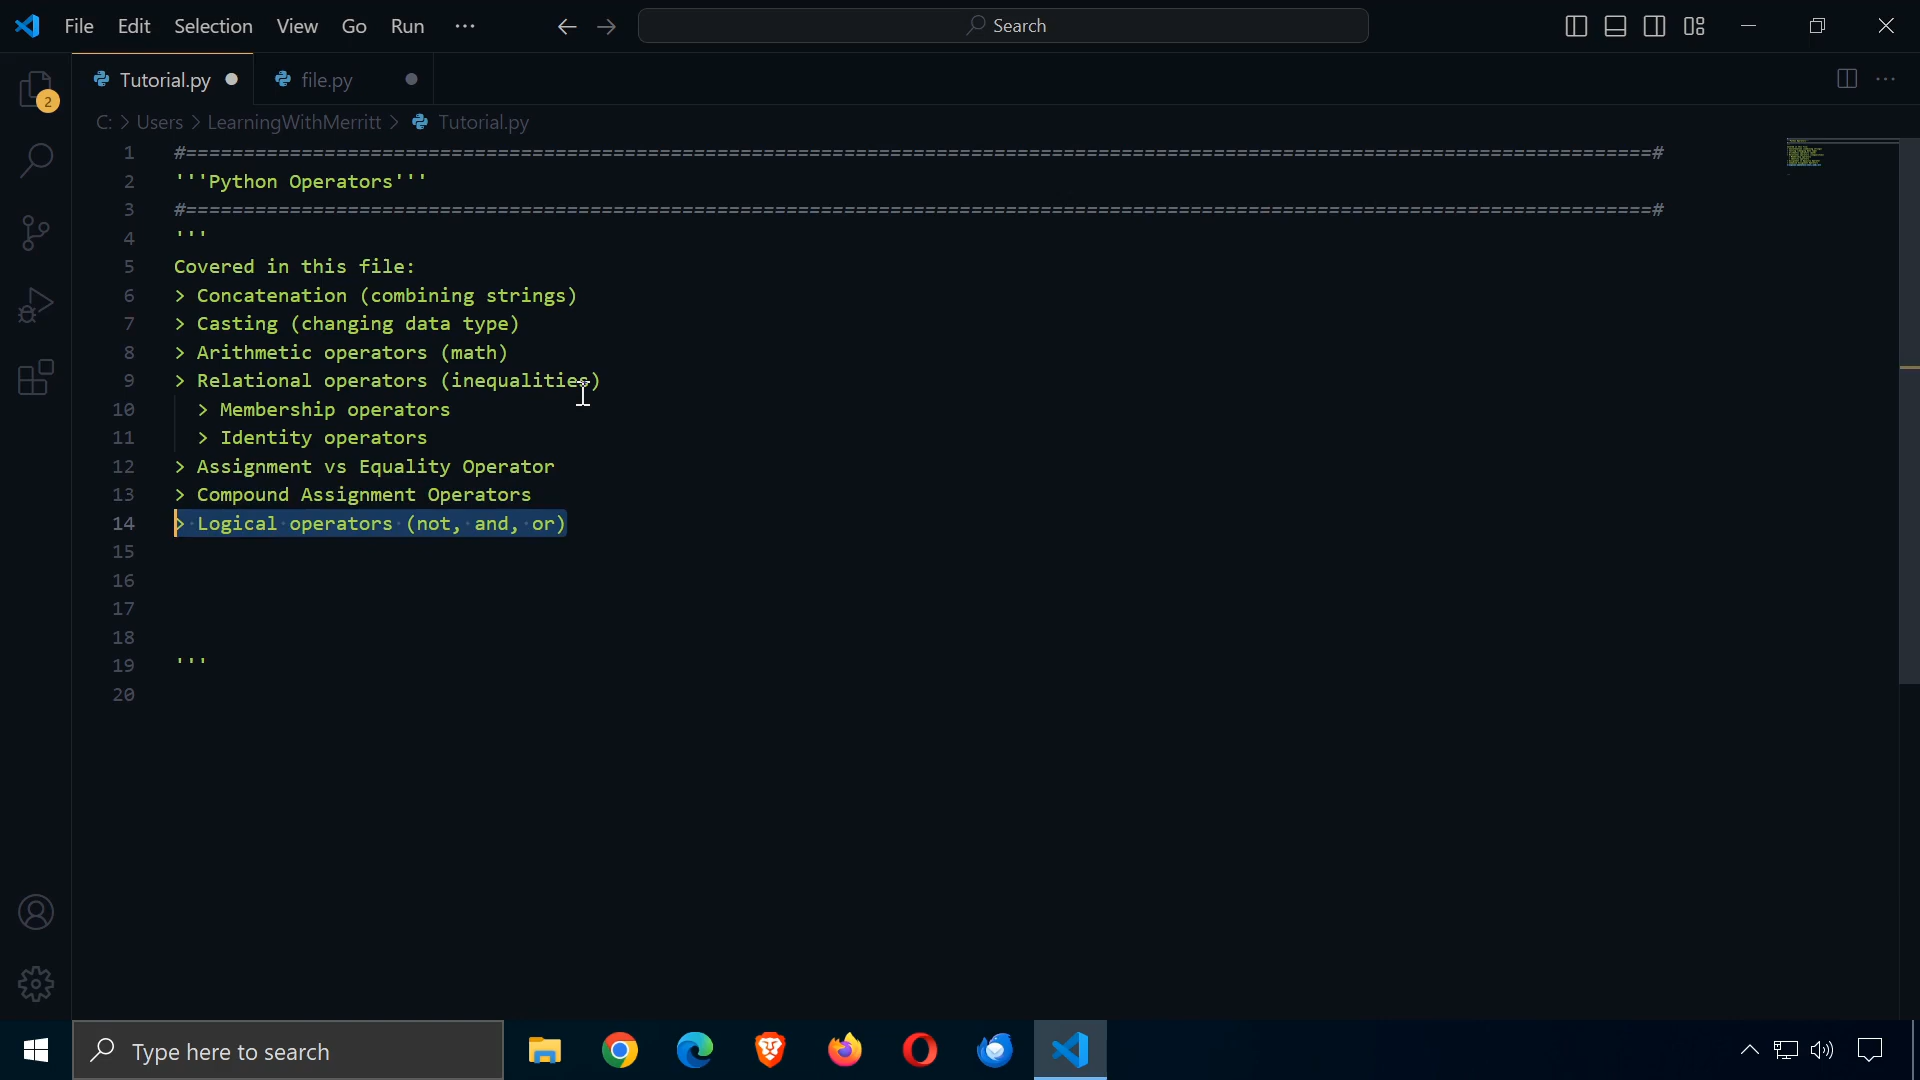 File Edit Selection View Go Run ···
Search
Tutorial.py
file.py
2
C: > Users > LearningWithMerritt > Tutorial.py
1 #===============================================================================================================================#
2 '''Python Operators'''
3 #===============================================================================================================================#
4 '''
5 Covered in this file:
6 > Concatenation (combining strings)
7 > Casting (changing data type)
8 > Arithmetic operators (math)
9 > Relational operators (inequalities)
10 > Membership operators
11 > Identity operators
12 > Assignment vs Equality Operator
13 > Compound Assignment Operators
14 > Logical operators (not, and, or)
15
16
17
18
19 '''
20
Type here to search